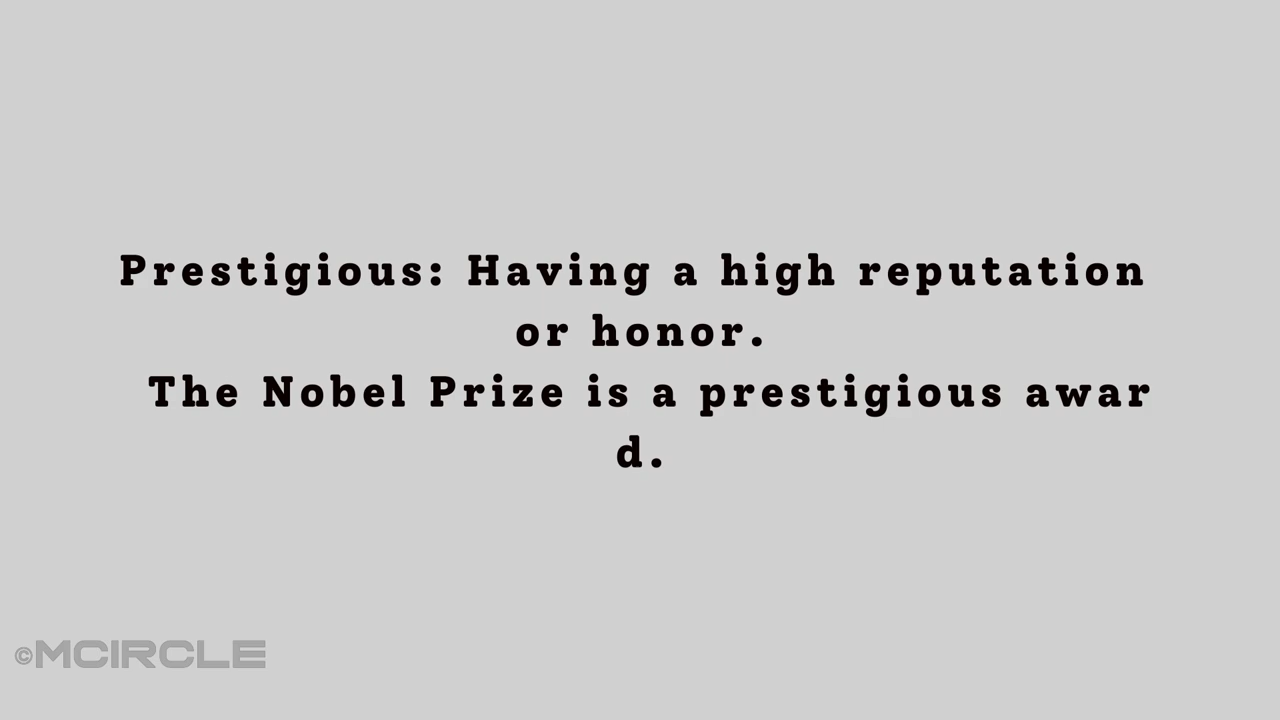 Prestigious: Having a high reputation
or honor.
The Nobel Prize is a prestigious awar
d.
©MCIRCLE